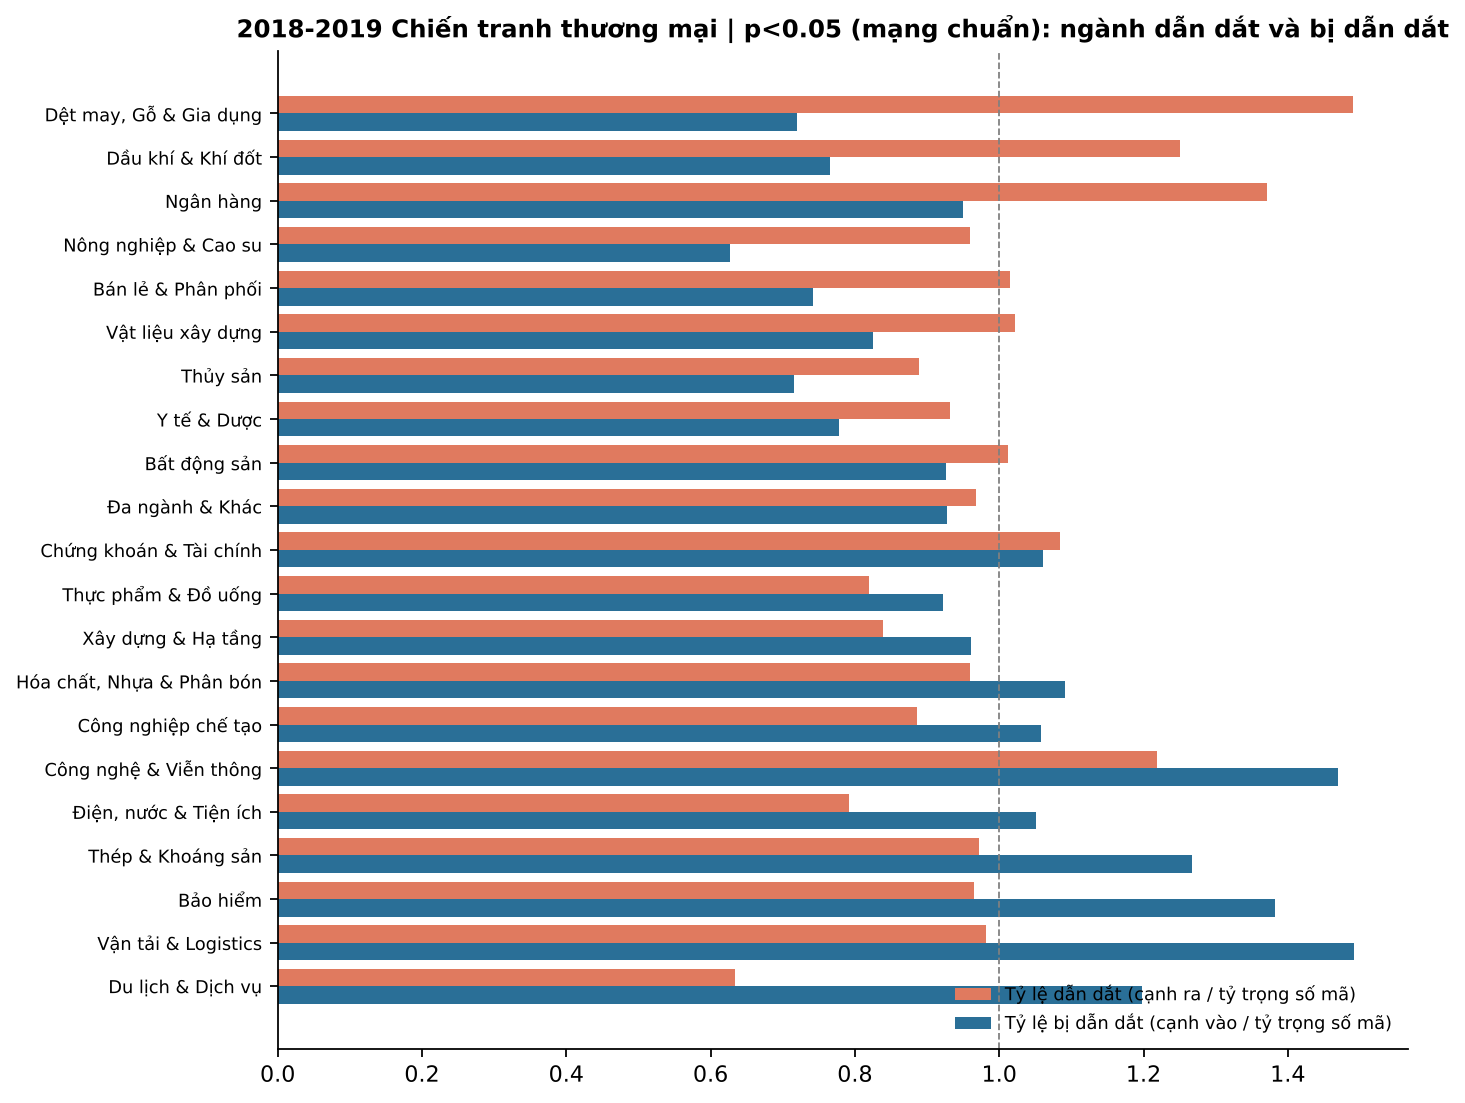 2018-2019 Chiến tranh thương mại | p<0.05 (mạng chuẩn): ngành dẫn dắt và bị dẫn dắt
Dệt may, Gỗ & Gia dụng
Dầu khí & Khí đốt
Ngân hàng
Nông nghiệp & Cao su
Bán lẻ & Phân phối
Vật liệu xây dựng
Thủy sản
Y tế & Dược
Bất động sản
Đa ngành & Khác
Chứng khoán & Tài chính
Thực phẩm & Đồ uống
Xây dựng & Hạ tầng
Hóa chất, Nhựa & Phân bón
Công nghiệp chế tạo
Công nghệ & Viễn thông
Điện, nước & Tiện ích
Thép & Khoáng sản
Bảo hiểm
Vận tải & Logistics
Du lịch & Dịch vụ
Tỷ lệ dẫn dắt (cạnh ra / tỷ trọng số mã)
Tỷ lệ bị dẫn dắt (cạnh vào / tỷ trọng số mã)
0.0 0.2 0.4 0.6 0.8 1.0 1.2 1.4